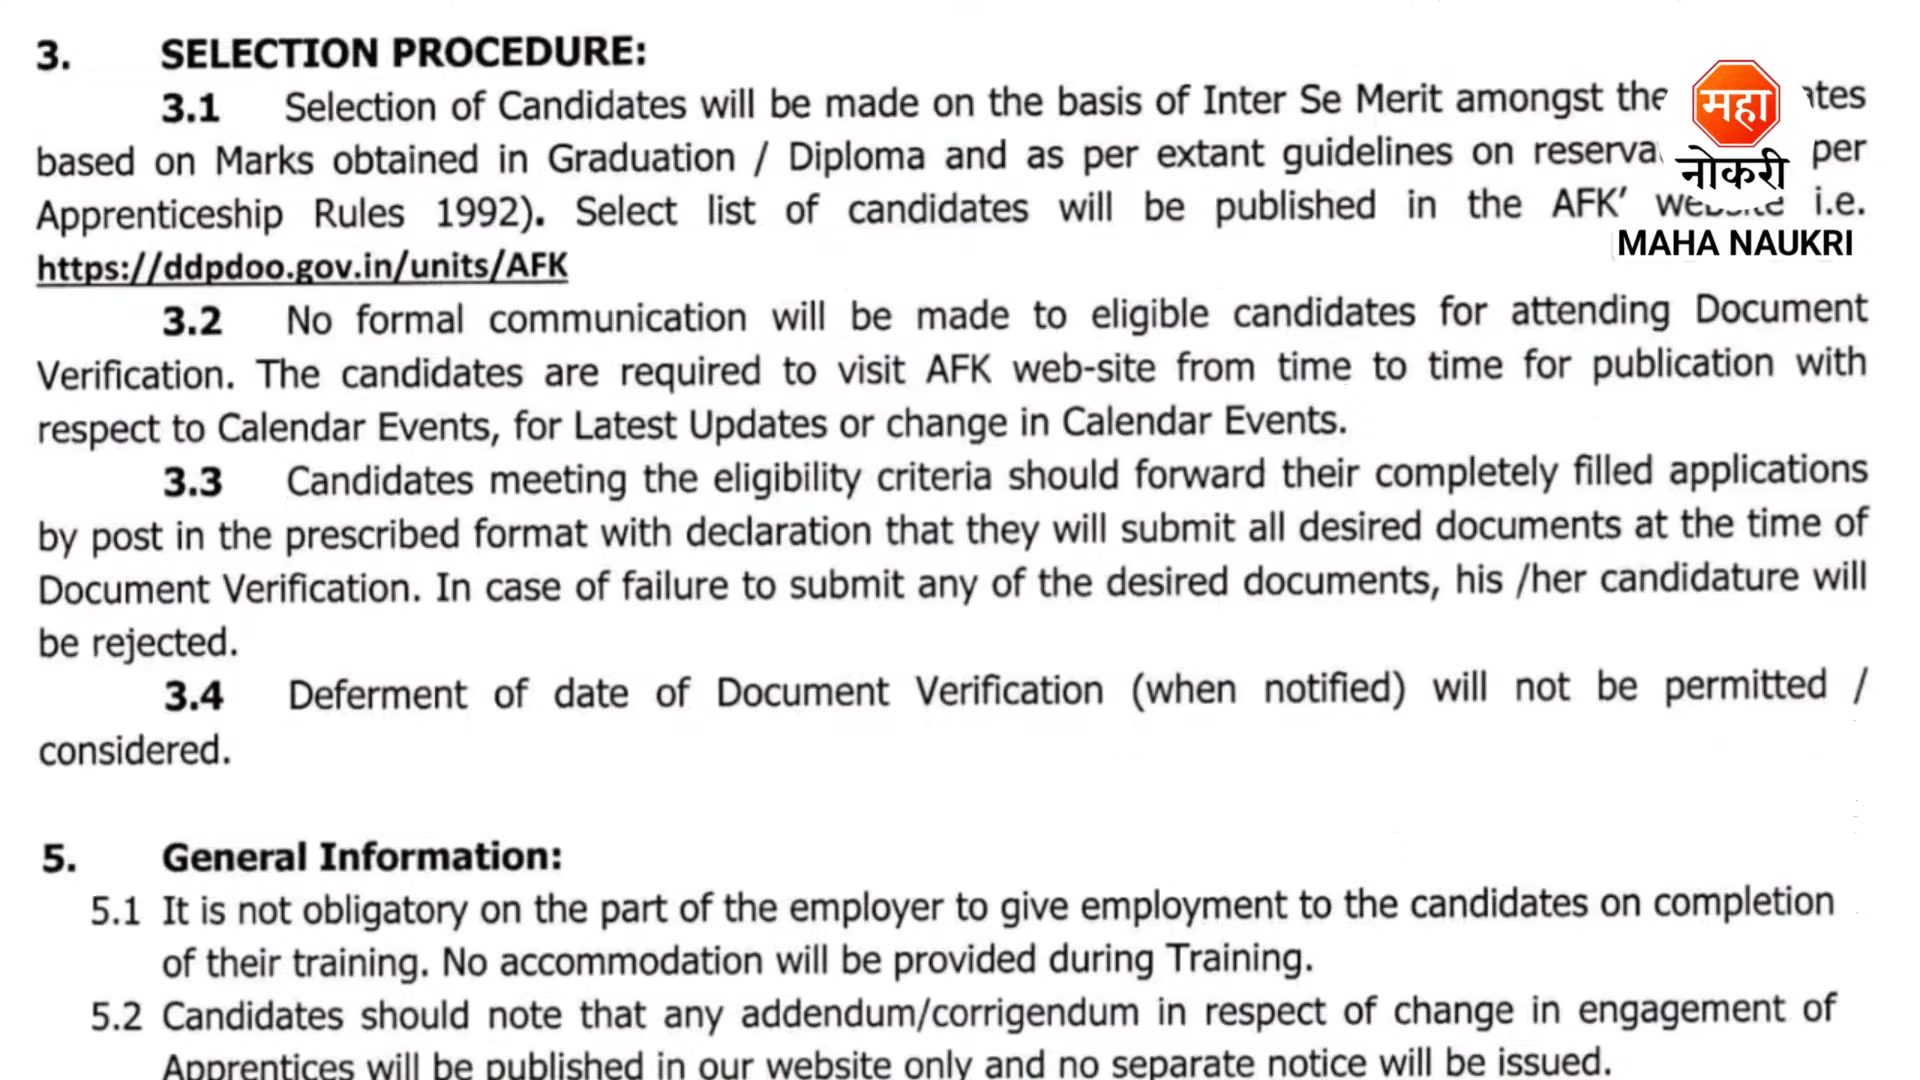 3. SELECTION PROCEDURE:
3.1 Selection of Candidates will be made on the basis of Inter Se Merit amongst the
based on Marks obtained in Graduation / Diploma and as per extant guidelines on per
Apprenticeship Rules 1992). Select list of candidates will be published in the AFK' i.e.
https://ddpdoo.gov.in/units/AFK
3.2 No formal communication will be made to eligible candidates for attending Document
Verification. The candidates are required to visit AFK web-site from time to time for publication with
respect to Calendar Events, for Latest Updates or change in Calendar Events.
3.3 Candidates meeting the eligibility criteria should forward their completely filled applications
by post in the prescribed format with declaration that they will submit all desired documents at the time of
Document Verification. In case of failure to submit any of the desired documents, his /her candidature will
be rejected.
3.4 Deferment of date of Document Verification (when notified) will not be permitted /
considered.
5. General Information:
5.1 It is not obligatory on the part of the employer to give employment to the candidates on completion
of their training. No accommodation will be provided during Training.
5.2 Candidates should note that any addendum/corrigendum in respect of change in engagement of
Apprentices will be published in our website only and no separate notice will be issued.
महा
नोकरी
MAHA NAUKRI